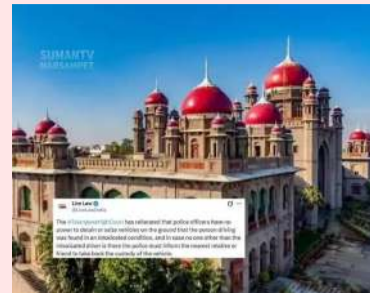 SUMANTV
NARSAMPET
Live Law
@LiveLawIndia
The #TelanganaHighCourt has reiterated that police officers have no
power to detain or seize vehicles on the ground that the person driving
was found in an intoxicated condition, and in case no one other than the
intoxicated driver is there the police must inform the nearest relative or
friend to take back the custody of the vehicle.